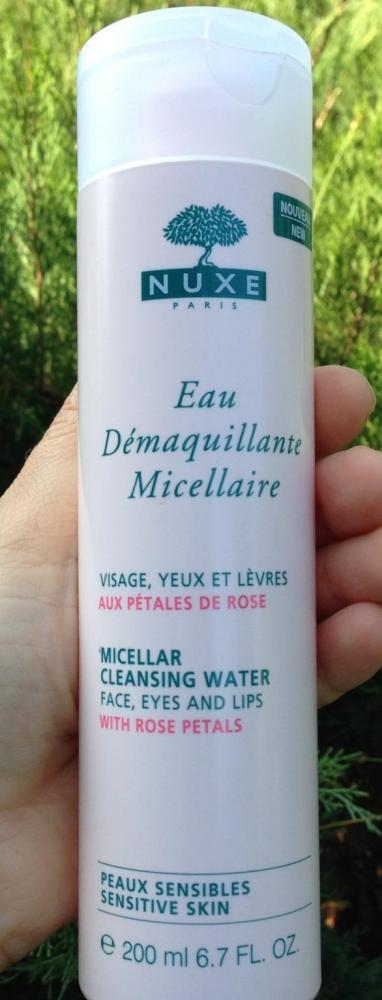 NOUVEAU
NEW
NUXE
PARIS
Eau
Démaquillante
Micellaire
VISAGE, YEUX ET LÈVRES
AUX PÉTALES DE ROSE
MICELLAR
CLEANSING WATER
FACE, EYES AND LIPS
WITH ROSE PETALS
PEAUX SENSIBLES
SENSITIVE SKIN
e 200 ml 6.7 FL. OZ.